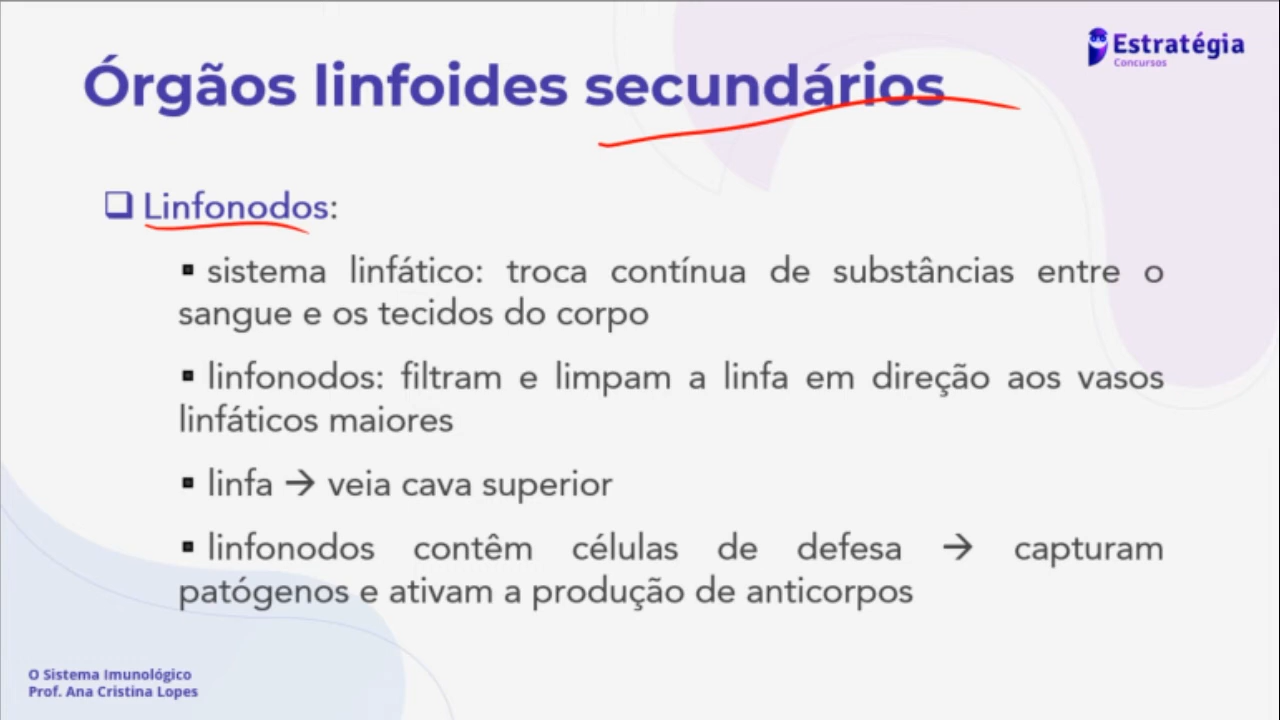 Estratégia
Concursos
Órgãos linfoides secundários
❑ Linfonodos:
▪ sistema linfático: troca contínua de substâncias entre o
sangue e os tecidos do corpo
▪ linfonodos: filtram e limpam a linfa em direção aos vasos
linfáticos maiores
▪ linfa → veia cava superior
▪ linfonodos contêm células de defesa → capturam
patógenos e ativam a produção de anticorpos
O Sistema Imunológico
Prof. Ana Cristina Lopes